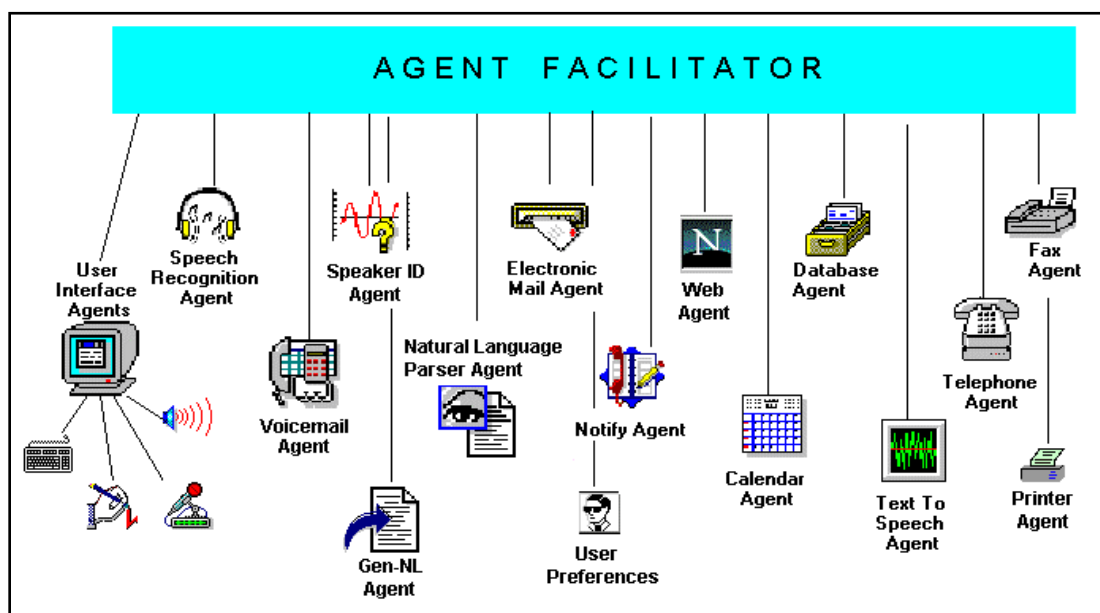 AGENT FACILITATOR
User
Interface
Agents
Speech
Recognition
Agent
Speaker ID
Agent
Electronic
Mail Agent
N
Web
Agent
Database
Agent
Fax
Agent
Voicemail
Agent
Natural Language
Parser Agent
Notify Agent
Calendar
Agent
Telephone
Agent
Gen-NL
Agent
User
Preferences
Text To
Speech
Agent
Printer
Agent